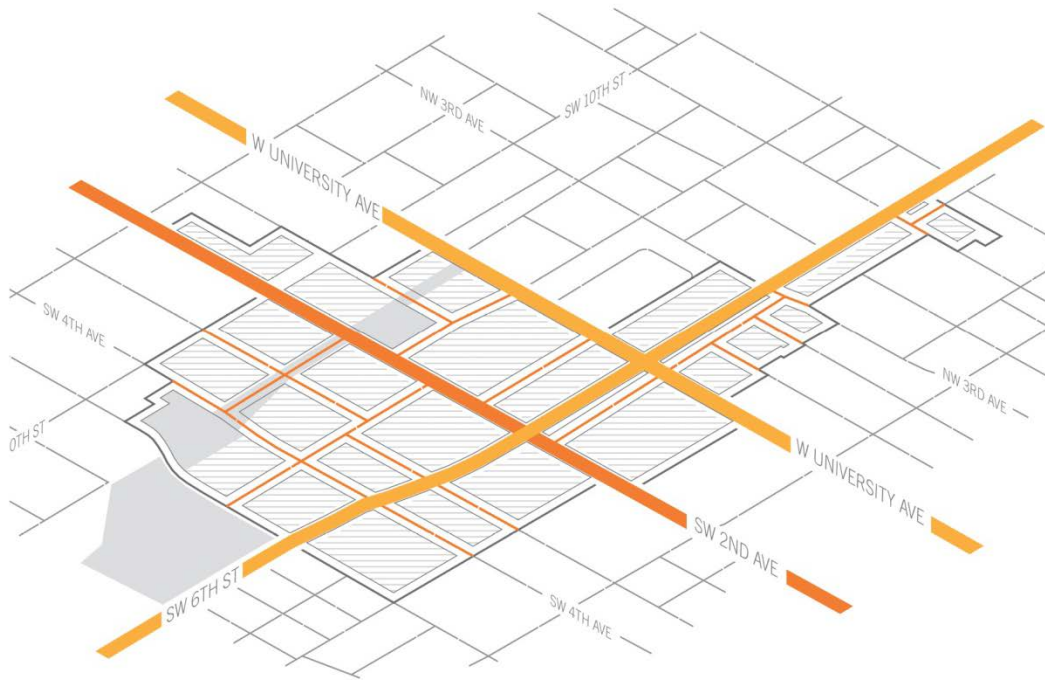 SW 10TH ST
NW 3RD AVE
W UNIVERSITY AVE
SW 4TH AVE
NW 3RD AVE
0TH ST
W UNIVERSITY AVE
SW 2ND AVE
SW 6TH ST
SW 4TH AVE